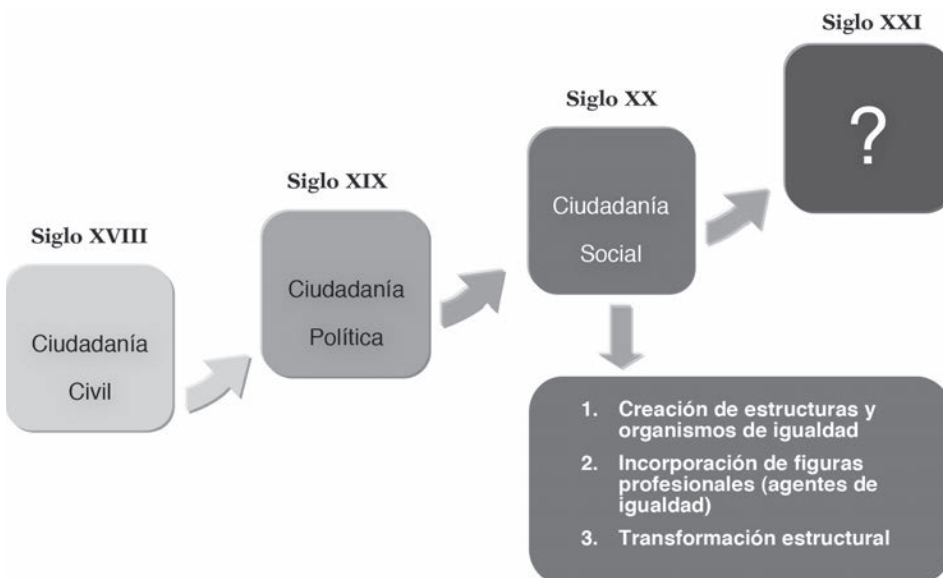 Siglo XVIII
Ciudadanía
Civil
Siglo XIX
Ciudadanía
Política
Siglo XX
Ciudadanía
Social
Siglo XXI
?
1. Creación de estructuras y
organismos de igualdad
2. Incorporación de figuras
profesionales (agentes de
igualdad)
3. Transformación estructural